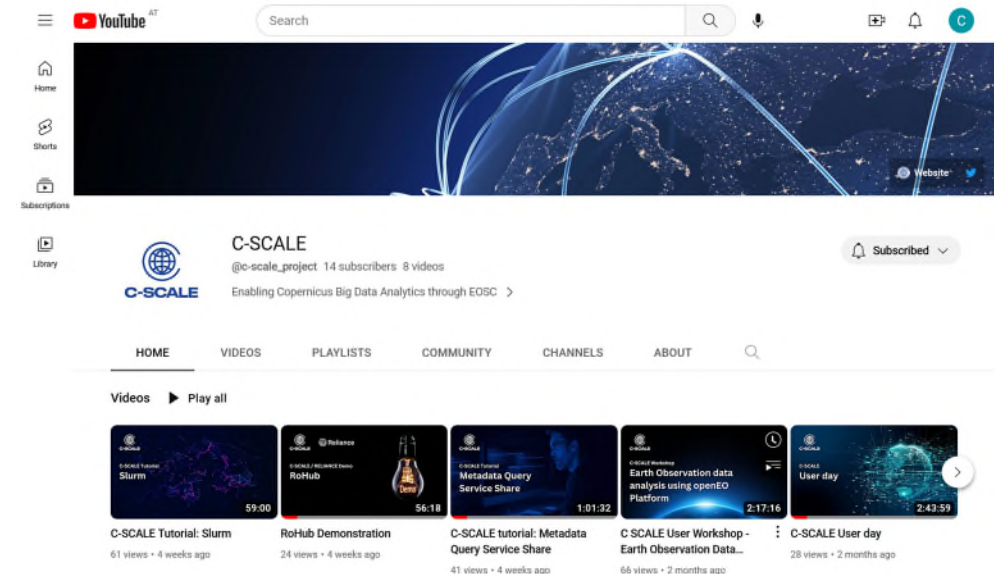 YouTube AT
Search
C
Home
Shorts
Subscriptions
Library
Website
C-SCALE
C-SCALE
@c-scale_project 14 subscribers 8 videos
Enabling Copernicus Big Data Analytics through EOSC
Subscribed
HOME VIDEOS PLAYLISTS COMMUNITY CHANNELS ABOUT
Videos Play all
C-SCALE
C-SCALE Tutorial
Slurm
59:00
C-SCALE Reliance
C-SCALE / RELIANCE Demo
RoHub
Demo
56:18
C-SCALE
C-SCALE Tutorial
Metadata Query
Service Share
1:01:32
C-SCALE
C-SCALE Workshop
Earth Observation data
analysis using openEO
Platform
2:17:16
C-SCALE
C-SCALE
User day
2:43:59
C-SCALE Tutorial: Slurm
61 views • 4 weeks ago
RoHub Demonstration
24 views • 4 weeks ago
C-SCALE tutorial: Metadata
Query Service Share
41 views • 4 weeks ago
C SCALE User Workshop -
Earth Observation Data...
66 views • 2 months ago
C-SCALE User day
28 views • 2 months ago